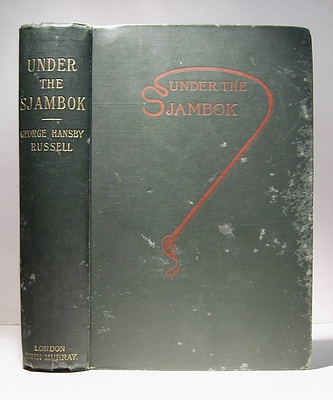 UNDER
THE
SJAMBOK
GEORGE HANSBY
RUSSELL
LONDON
JOHN MURRAY.
UNDER THE
SJAMBOK